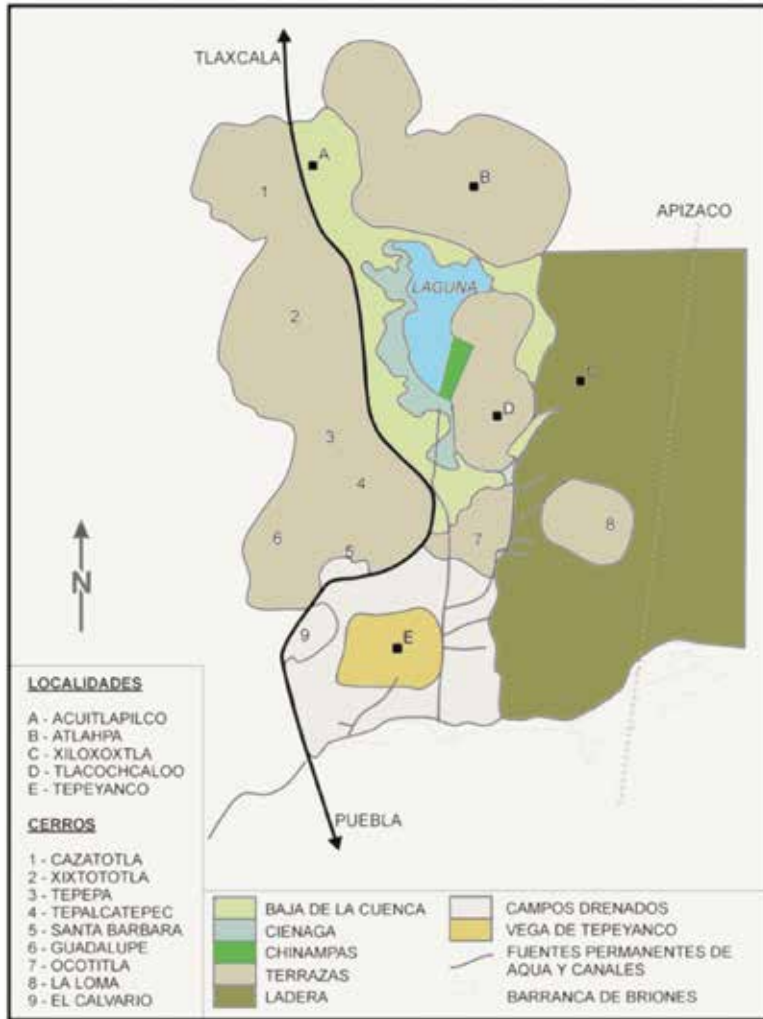 TLAXCALA
A
B
1
APIZACO
LAGUNA
2
C
D
3
4
8
6
7
5
N
9
E
PUEBLA
LOCALIDADES
A - ACUITLAPILCO
B - ATLAHPA
C - XILOXOXTLA
D - TLACOCHCALOO
E - TEPEYANCO
CERROS
1 - CAZATOTLA
2 - XIXTOTOTLA
3 - TEPEPA
4 - TEPALCATEPEC
5 - SANTA BARBARA
6 - GUADALUPE
7 - OCOTITLA
8 - LA LOMA
9 - EL CALVARIO
BAJA DE LA CUENCA
CIENAGA
CHINAMPAS
TERRAZAS
LADERA
CAMPOS DRENADOS
VEGA DE TEPEYANCO
FUENTES PERMANENTES DE
AQUA Y CANALES
BARRANCA DE BRIONES